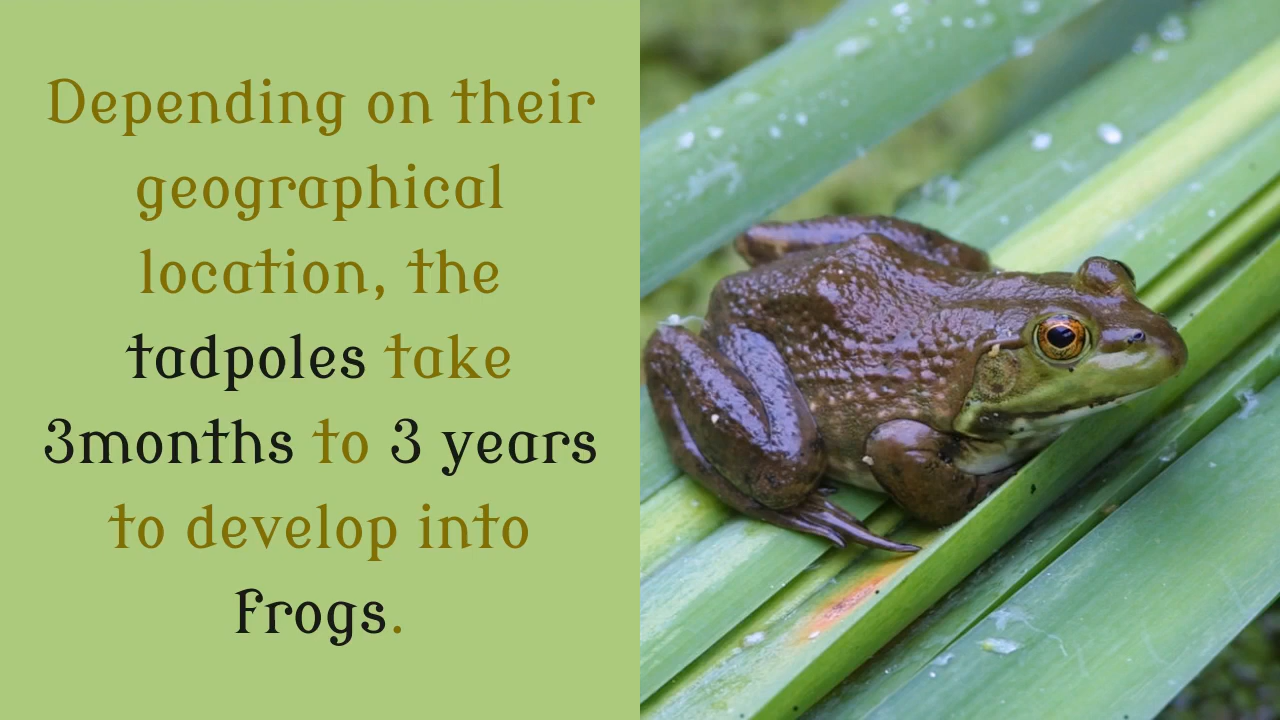 Depending on their
geographical
location, the
tadpoles take
3months to 3 years
to develop into
frogs.